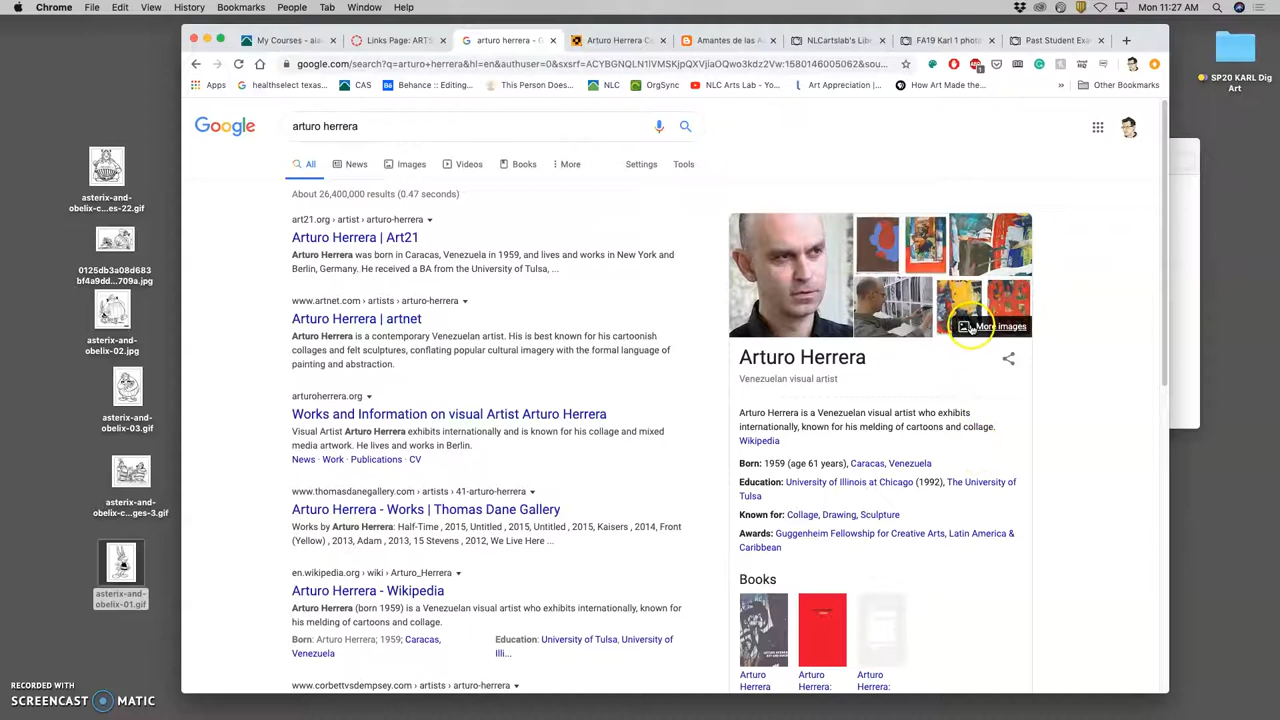 Chrome File Edit View History Bookmarks People Tab Window Help
Mon 11:27 AM
My Courses - alal
Links Page: ARTS
arturo herrera - G
Arturo Herrera Co
Amantes de las A
NLCartslab's Libe
FA19 Karl 1 photo
Past Student Exa
google.com/search?q=arturo+herrera&hl=en&authuser=0&sxsrf=ACYBGNQLN1lVMSKjpQXVjiaOQwo3kdz2Vw:1580146005062&sou...
Apps
healthselect texas...
CAS
Behance :: Editing...
This Person Does...
NLC
OrgSync
NLC Arts Lab - Yo...
Art Appreciation |...
How Art Made the...
»
Other Bookmarks
SP20 KARL Dig
Art
Google
arturo herrera
All News Images Videos Books More Settings Tools
About 26,400,000 results (0.47 seconds)
art21.org › artist › arturo-herrera
Arturo Herrera | Art21
Arturo Herrera was born in Caracas, Venezuela in 1959, and lives and works in New York and
Berlin, Germany. He received a BA from the University of Tulsa, ...
www.artnet.com › artists › arturo-herrera
Arturo Herrera | artnet
Arturo Herrera is a contemporary Venezuelan artist. His is best known for his cartoonish
collages and felt sculptures, conflating popular cultural imagery with the formal language of
painting and abstraction.
arturoherrera.org
Works and Information on visual Artist Arturo Herrera
Visual Artist Arturo Herrera exhibits internationally and is known for his collage and mixed
media artwork. He lives and works in Berlin.
News · Work · Publications · CV
www.thomasdanegallery.com › artists › 41-arturo-herrera
Arturo Herrera - Works | Thomas Dane Gallery
Works by Arturo Herrera: Half-Time , 2015, Untitled , 2015, Untitled , 2015, Kaisers , 2014, Front
(Yellow) , 2013, Adam , 2013, 15 Stevens , 2012, We Live Here ...
en.wikipedia.org › wiki › Arturo_Herrera
Arturo Herrera - Wikipedia
Arturo Herrera (born 1959) is a Venezuelan visual artist who exhibits internationally, known for
his melding of cartoons and collage.
Born: Arturo Herrera; 1959; Caracas,
Venezuela
Education: University of Tulsa, University of
Illi...
www.corbettvsdempsey.com › artists › arturo-herrera
More images
Arturo Herrera
Venezuelan visual artist
Arturo Herrera is a Venezuelan visual artist who exhibits
internationally, known for his melding of cartoons and collage.
Wikipedia
Born: 1959 (age 61 years), Caracas, Venezuela
Education: University of Illinois at Chicago (1992), The University of
Tulsa
Known for: Collage, Drawing, Sculpture
Awards: Guggenheim Fellowship for Creative Arts, Latin America &
Caribbean
Books
Arturo
Herrera
Arturo
Herrera:
Arturo
Herrera:
asterix-and-
obelix-c...es-22.gif
0125db3a08d683
bf4a9dd...709a.jpg
asterix-and-
obelix-02.jpg
asterix-and-
obelix-03.gif
asterix-and-
obelix-c...ges-3.gif
asterix-and-
obelix-01.gif
RECORDED WITH
SCREENCAST MATIC